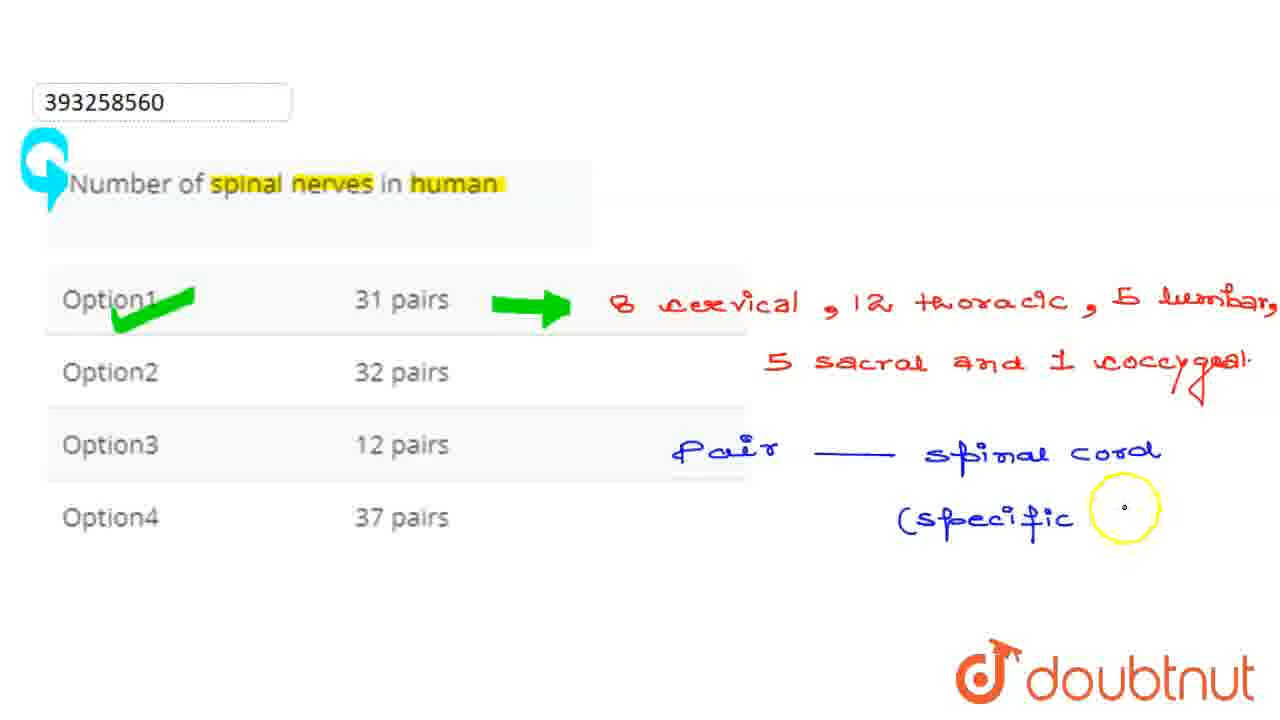 393258560
Number of spinal nerves in human
Option1 31 pairs 8 cervical, 12 thoracic, 5 lumbar,
5 sacral and 1 coccygeal.
Option2 32 pairs
Option3 12 pairs
Pair — spinal cord
(specific
Option4 37 pairs
doubtnut